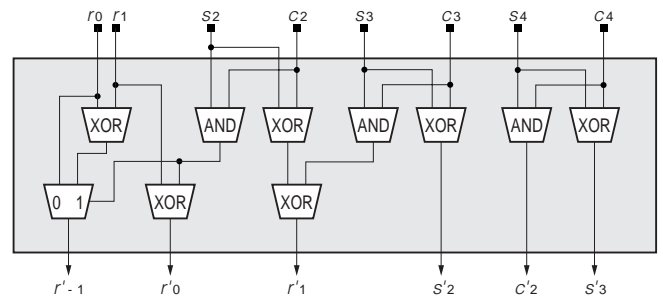 r0 r1 s2 c2 s3 c3 s4 c4
XOR AND XOR AND XOR AND XOR
0 1 XOR XOR
r'-1 r'0 r'1 s'2 c'2 s'3